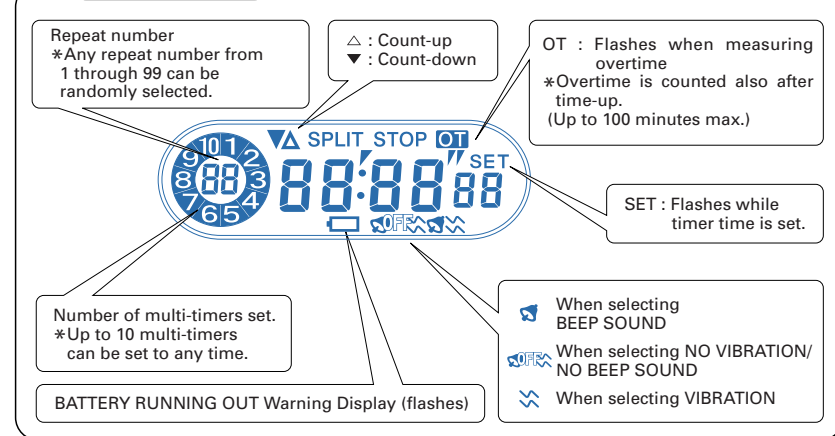 Repeat number
*Any repeat number from
1 through 99 can be
randomly selected.
△ : Count-up
▼ : Count-down
OT : Flashes when measuring
overtime
*Overtime is counted also after
time-up.
(Up to 100 minutes max.)
▼△ SPLIT STOP OT
10 1 2 3 4 5 6 7 8 9
88
88:88 88
SET
OFF
SET : Flashes while
timer time is set.
Number of multi-timers set.
*Up to 10 multi-timers
can be set to any time.
When selecting
BEEP SOUND
OFF When selecting NO VIBRATION/
NO BEEP SOUND
When selecting VIBRATION
BATTERY RUNNING OUT Warning Display (flashes)